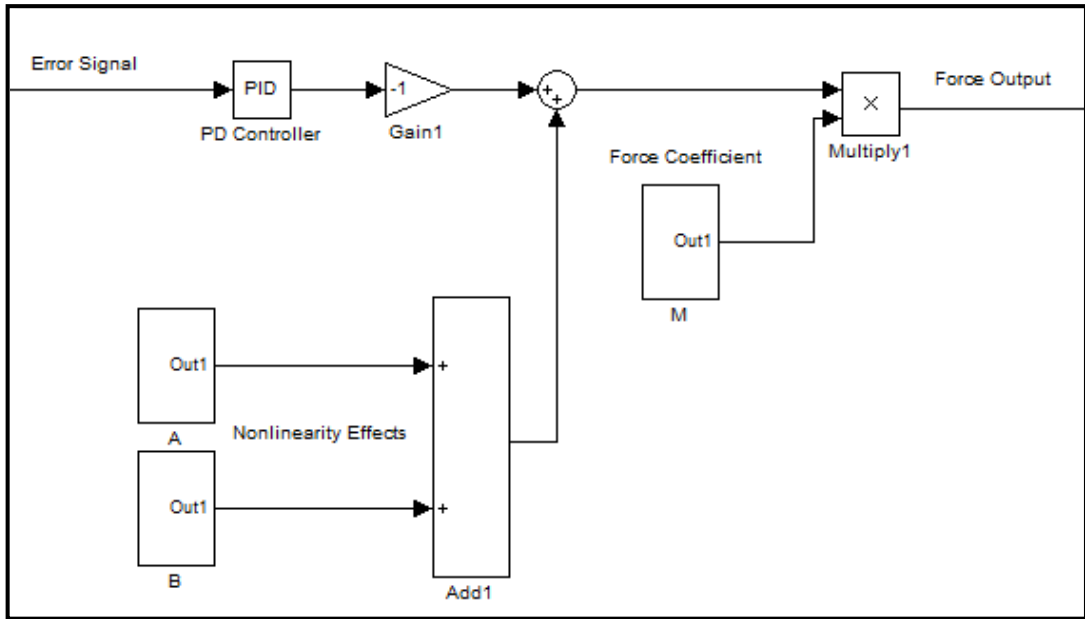 Error Signal
PID
PD Controller
-1
Gain1
+
+
×
Multiply1
Force Output
Force Coefficient
Out1
M
Out1
A
Nonlinearity Effects
Out1
B
+
+
Add1